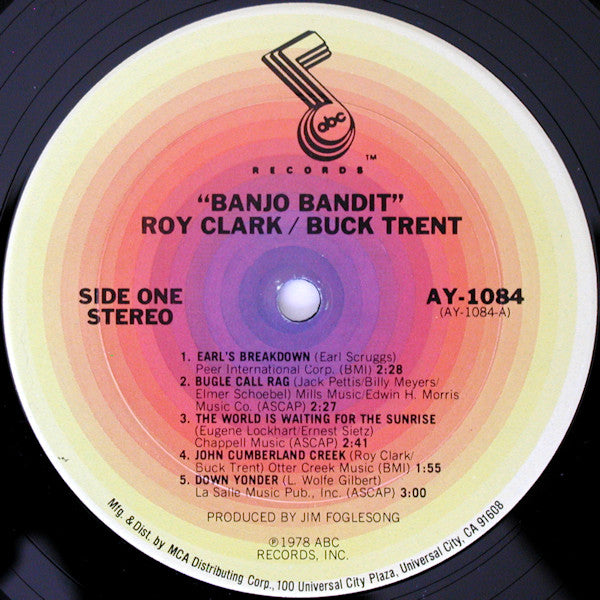 abc
RECORDS TM
"BANJO BANDIT"
ROY CLARK / BUCK TRENT
SIDE ONE
STEREO
AY-1084
(AY-1084-A)
1. EARL'S BREAKDOWN (Earl Scruggs)
Peer International Corp. (BMI) 2:28
2. BUGLE CALL RAG (Jack Pettis/Billy Meyers/
Elmer Schoebel) Mills Music/Edwin H. Morris
Music Co. (ASCAP) 2:27
3. THE WORLD IS WAITING FOR THE SUNRISE
(Eugene Lockhart/Ernest Sietz)
Chappell Music (ASCAP) 2:41
4. JOHN CUMBERLAND CREEK (Roy Clark/
Buck Trent) Otter Creek Music (BMI) 1:55
5. DOWN YONDER (L. Wolfe Gilbert)
La Salle Music Pub., Inc. (ASCAP) 3:00
PRODUCED BY JIM FOGLESONG
℗1978 ABC
RECORDS, INC.
Mfg. & Dist. by MCA Distributing Corp., 100 Universal City Plaza, Universal City, CA 91608